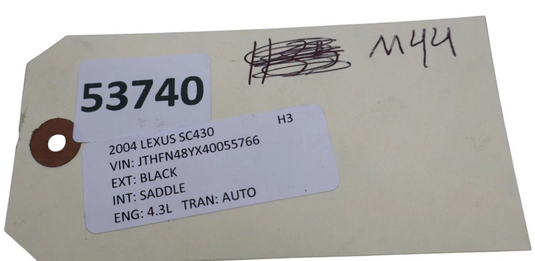 M44
53740
2004 LEXUS SC430 H3
VIN: JTHFN48YX40055766
EXT: BLACK
INT: SADDLE
ENG: 4.3L TRAN: AUTO